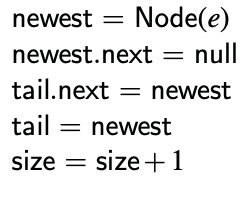 newest = Node(e)
newest.next = null
tail.next = newest
tail = newest
size = size+1